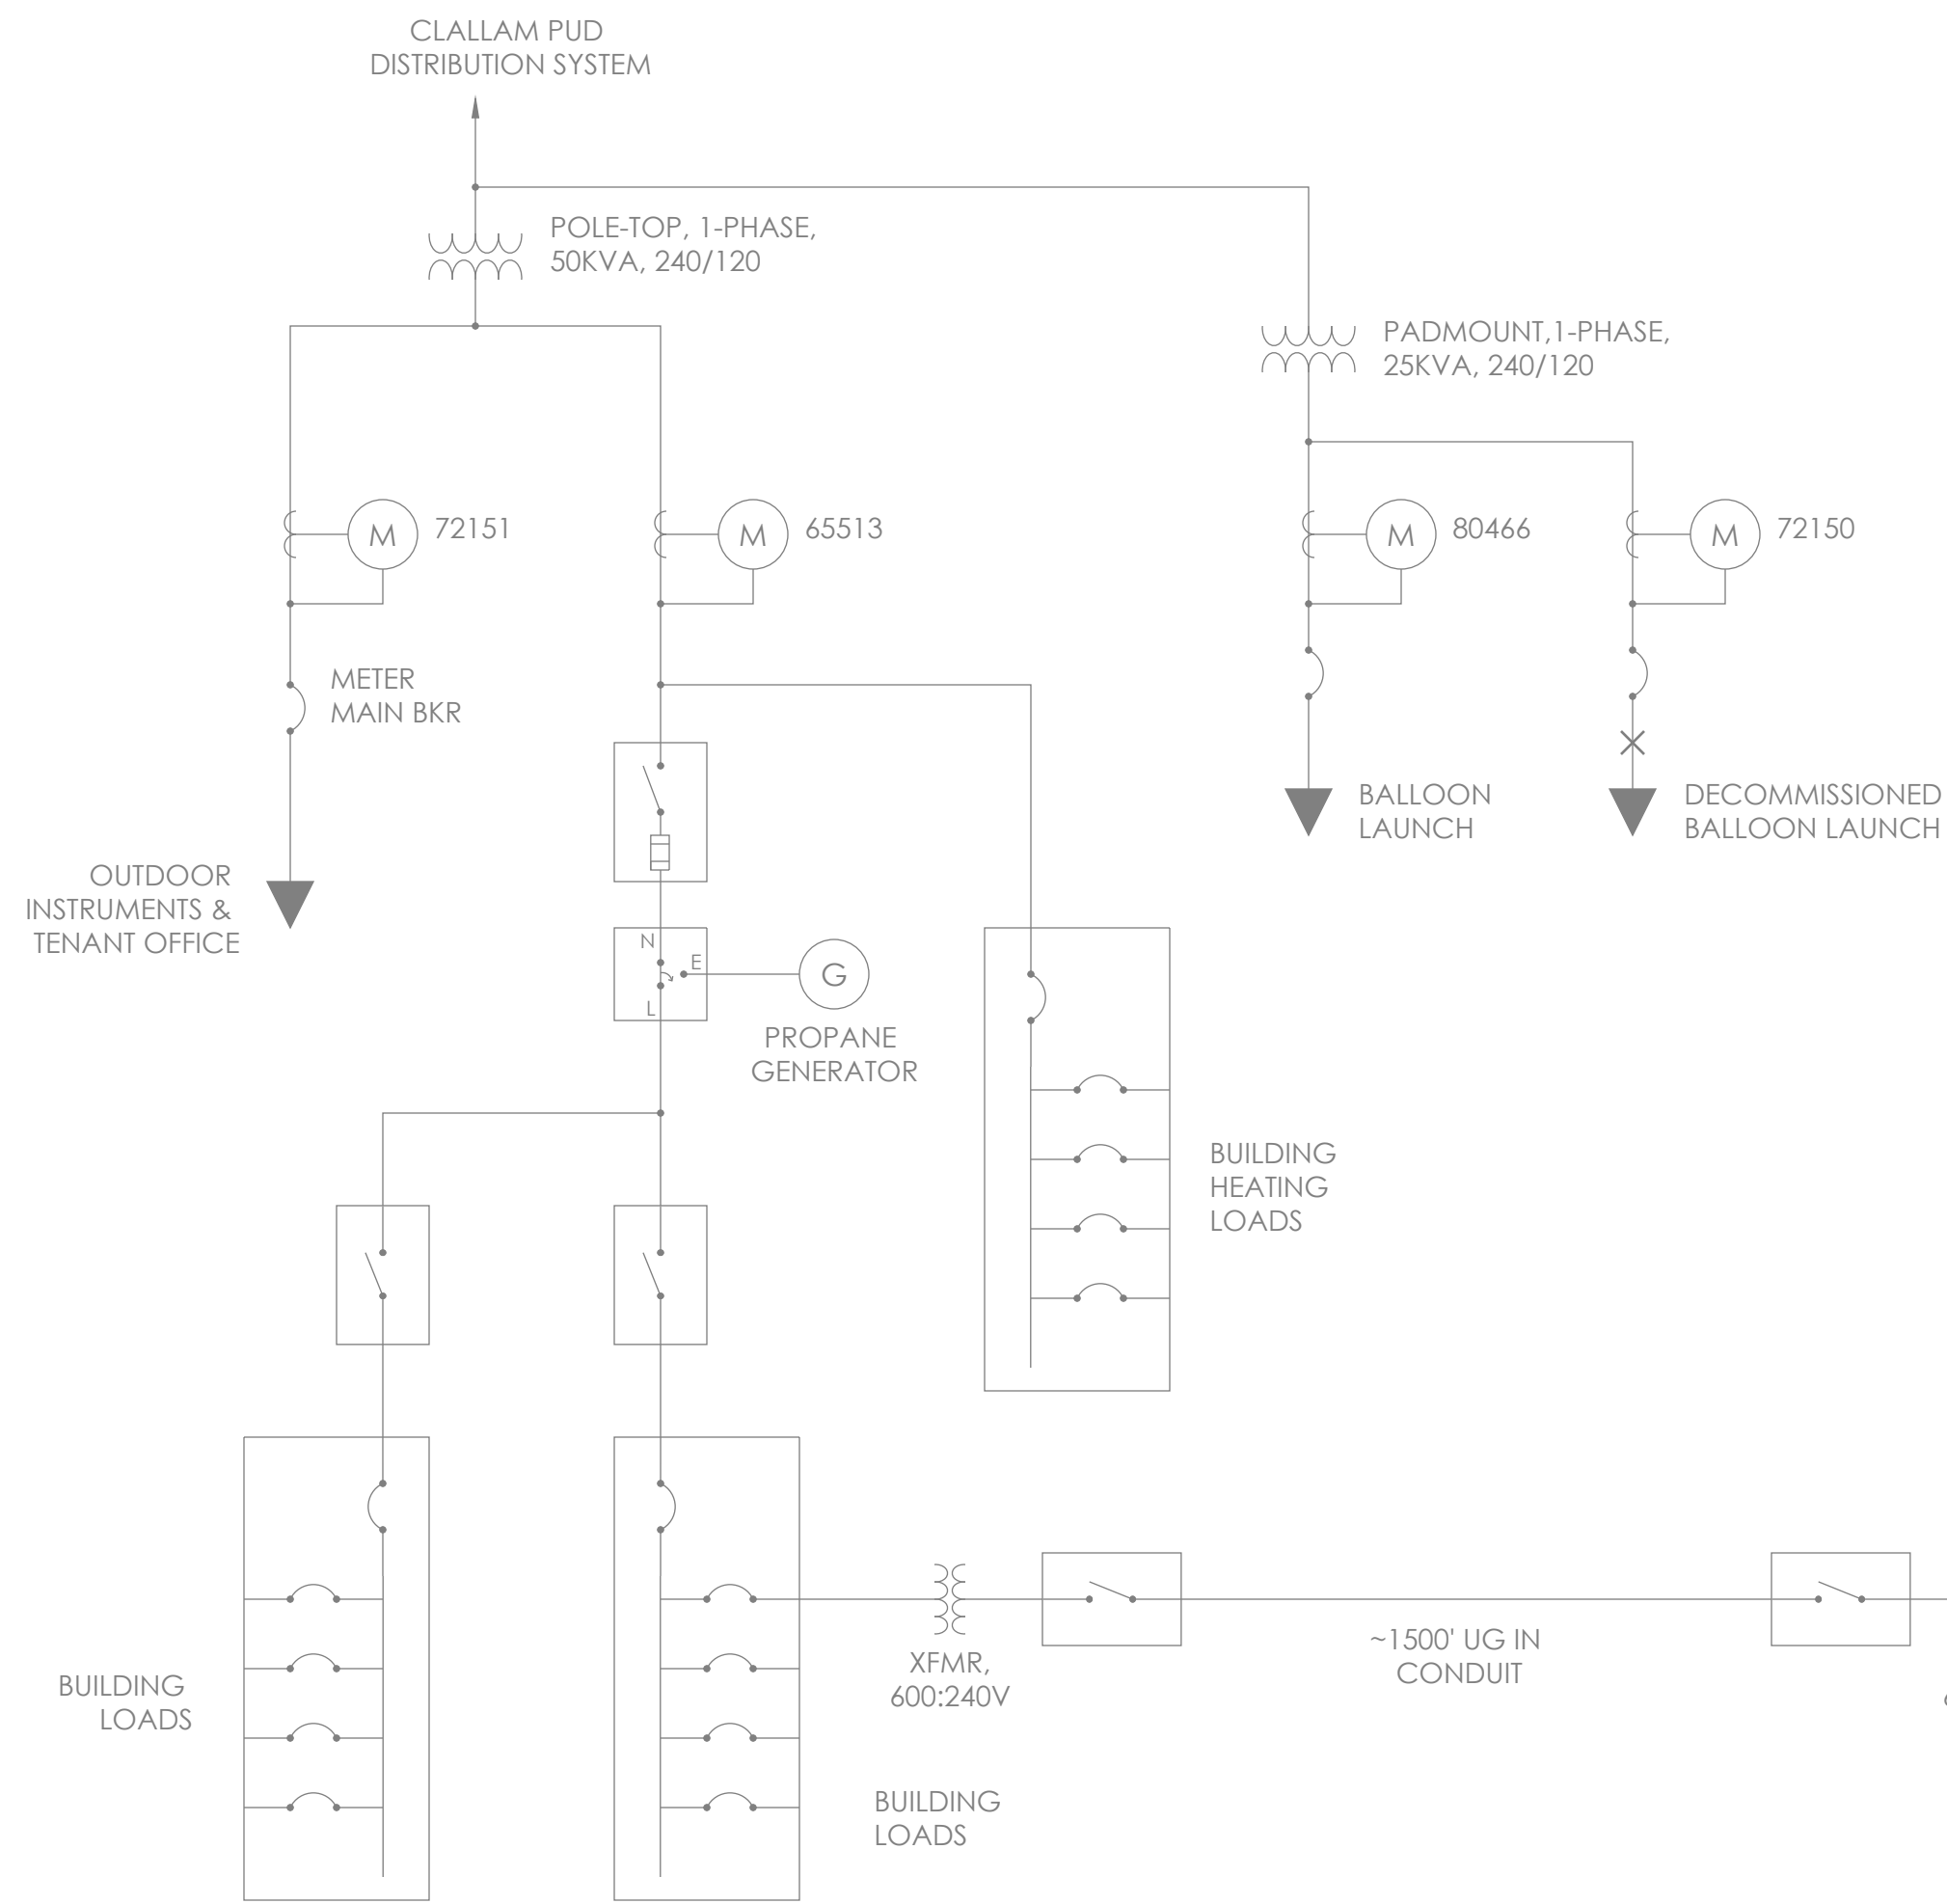 CLALLAM PUD
DISTRIBUTION SYSTEM
POLE-TOP, 1-PHASE,
50KVA, 240/120
PADMOUNT,1-PHASE,
25KVA, 240/120
M
72151
M
65513
M
80466
M
72150
METER
MAIN BKR
BALLOON
LAUNCH
DECOMMISSIONED
BALLOON LAUNCH
OUTDOOR
INSTRUMENTS &
TENANT OFFICE
N
E
L
G
PROPANE
GENERATOR
BUILDING
HEATING
LOADS
XFMR,
600:240V
~1500' UG IN
CONDUIT
BUILDING
LOADS
BUILDING
LOADS